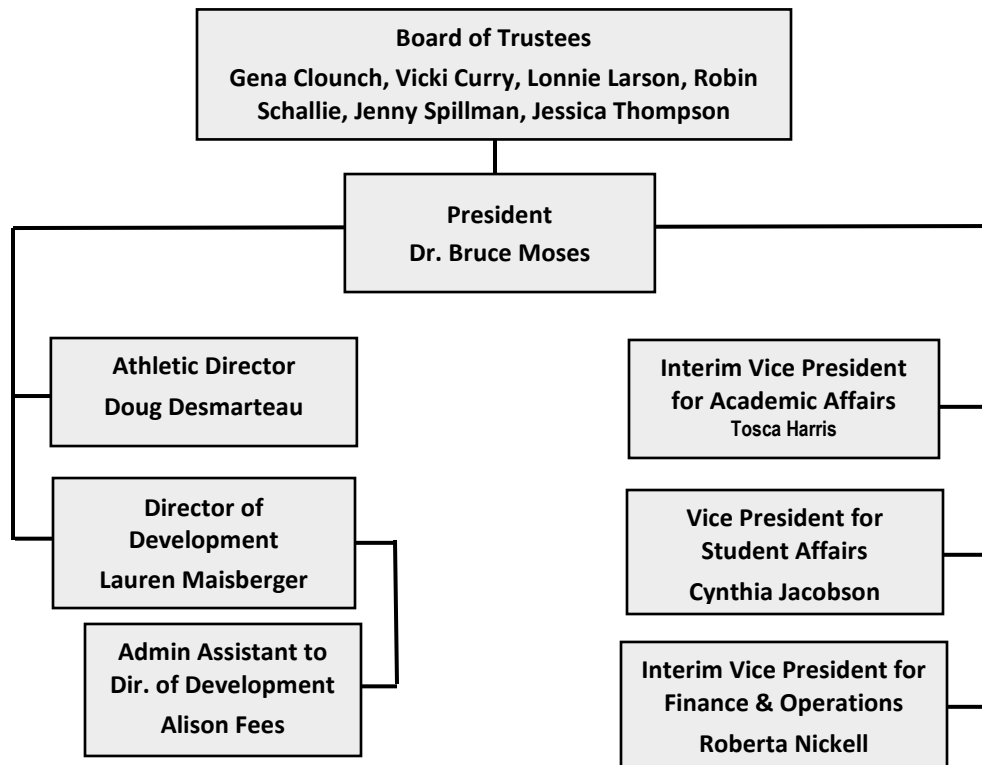 Board of Trustees
Gena Clounch, Vicki Curry, Lonnie Larson, Robin
Schallie, Jenny Spillman, Jessica Thompson
President
Dr. Bruce Moses
Athletic Director
Doug Desmarteau
Director of
Development
Lauren Maisberger
Admin Assistant to
Dir. of Development
Alison Fees
Interim Vice President
for Academic Affairs
Tosca Harris
Vice President for
Student Affairs
Cynthia Jacobson
Interim Vice President for
Finance & Operations
Roberta Nickell